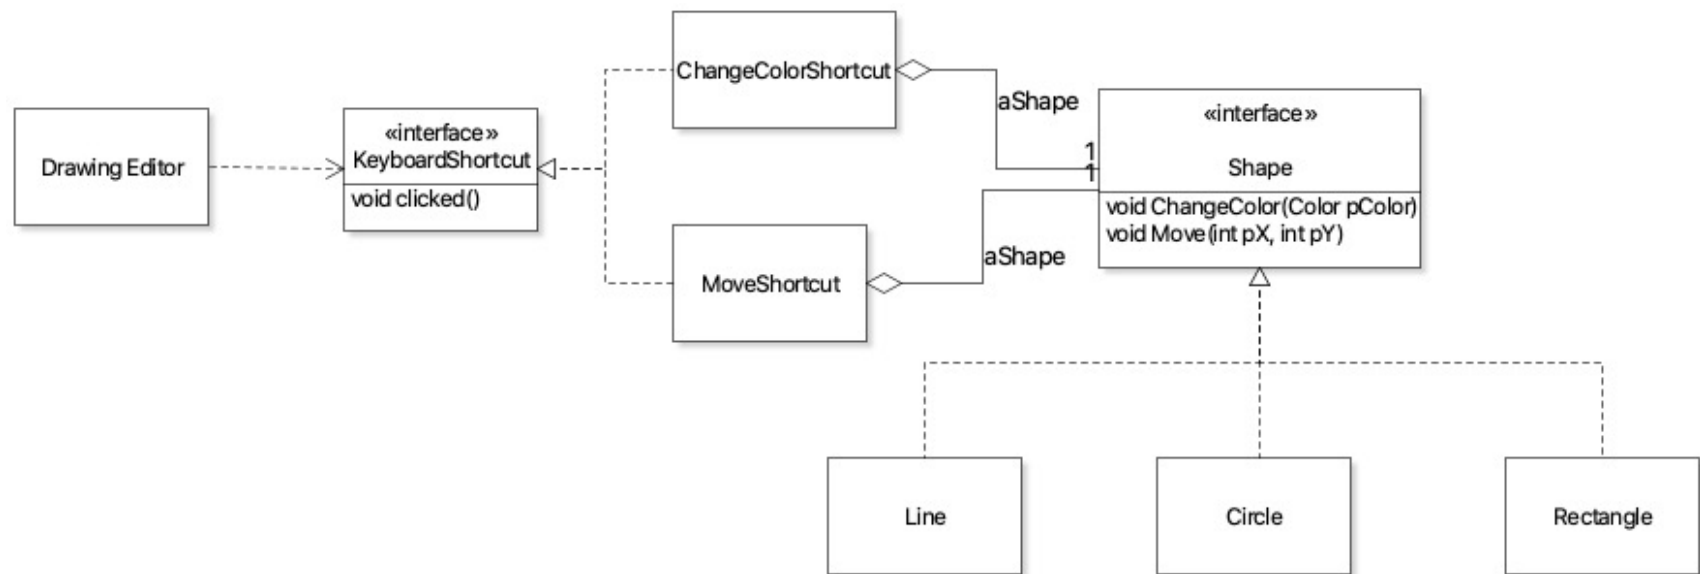 Drawing Editor
«interface»
KeyboardShortcut
void clicked()
ChangeColorShortcut
MoveShortcut
aShape
1
1
aShape
«interface»
Shape
void ChangeColor(Color pColor)
void Move(int pX, int pY)
Line
Circle
Rectangle